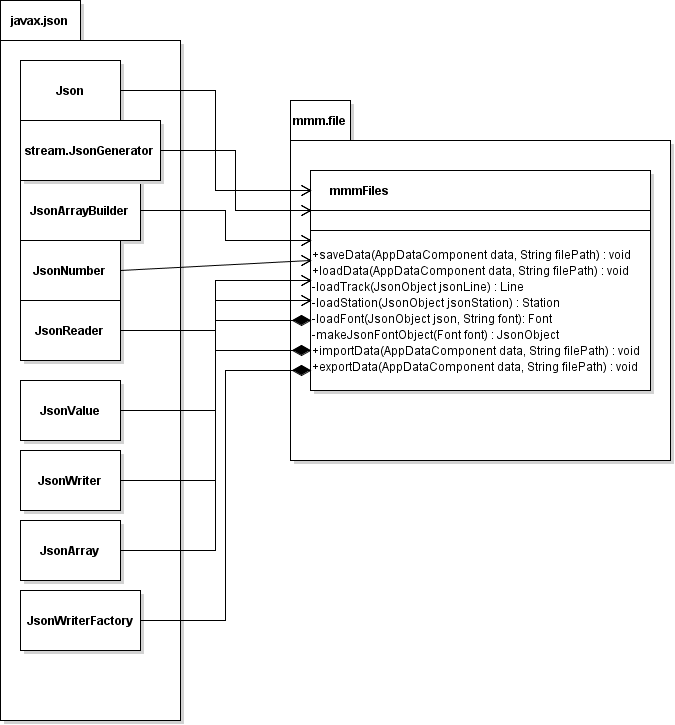 javax.json
Json
stream.JsonGenerator
JsonArrayBuilder
JsonNumber
JsonReader
JsonValue
JsonWriter
JsonArray
JsonWriterFactory
mmm.file
mmmFiles
+saveData(AppDataComponent data, String filePath) : void
+loadData(AppDataComponent data, String filePath) : void
-loadTrack(JsonObject jsonLine) : Line
-loadStation(JsonObject jsonStation) : Station
-loadFont(JsonObject json, String font): Font
-makeJsonFontObject(Font font) : JsonObject
+importData(AppDataComponent data, String filePath) : void
+exportData(AppDataComponent data, String filePath) : void